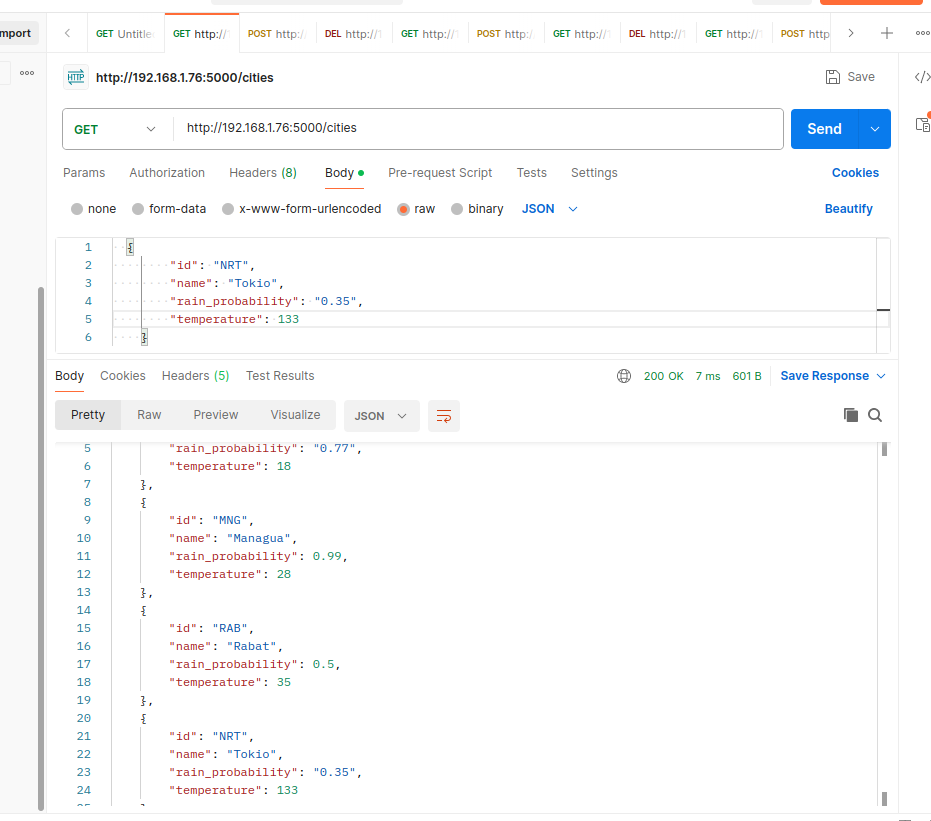 mport
GET Untitle GET http:// POST http:/ DEL http:// GET http:// POST http: GET http:// DEL http:// GET http:// POST http
HTTP http://192.168.1.76:5000/cities Save
GET http://192.168.1.76:5000/cities Send
Params Authorization Headers (8) Body Pre-request Script Tests Settings Cookies
none form-data x-www-form-urlencoded raw binary JSON Beautify
1 {
2 "id": "NRT",
3 "name": "Tokio",
4 "rain_probability": "0.35",
5 "temperature": 133
6 }
Body Cookies Headers (5) Test Results 200 OK 7 ms 601 B Save Response
Pretty Raw Preview Visualize JSON
5 "rain_probability": "0.77",
6 "temperature": 18
7 },
8 {
9 "id": "MNG",
10 "name": "Managua",
11 "rain_probability": 0.99,
12 "temperature": 28
13 },
14 {
15 "id": "RAB",
16 "name": "Rabat",
17 "rain_probability": 0.5,
18 "temperature": 35
19 },
20 {
21 "id": "NRT",
22 "name": "Tokio",
23 "rain_probability": "0.35",
24 "temperature": 133